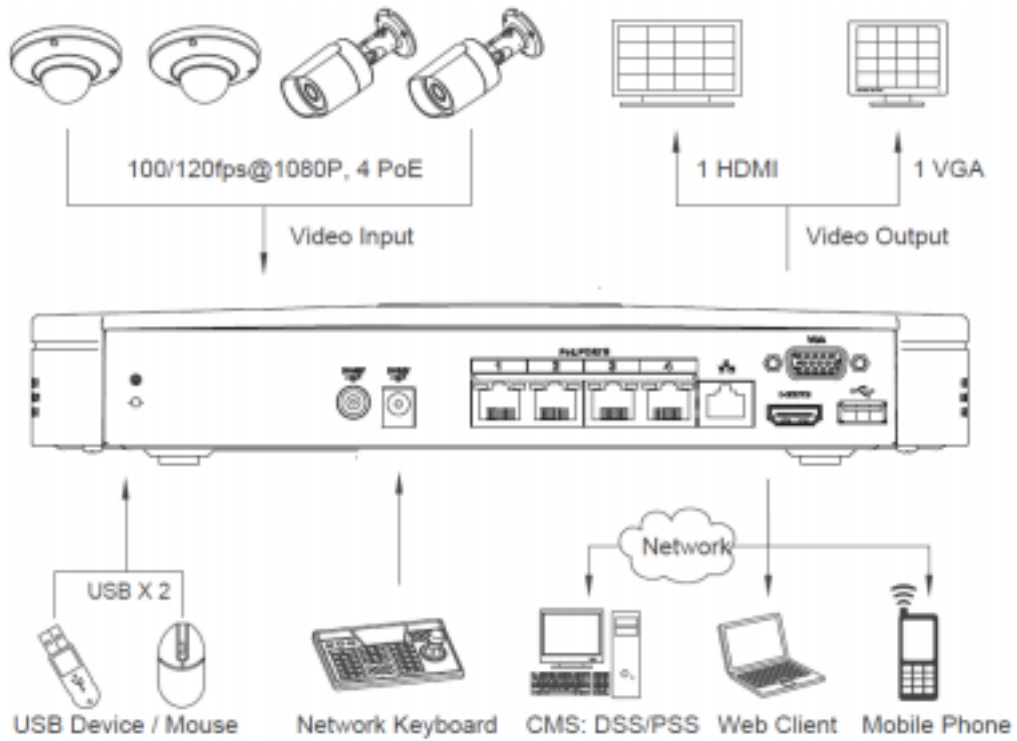 100/120fps@1080P, 4 PoE
1 HDMI
1 VGA
Video Input
Video Output
VGA
1 2 3 4
Network
USB X 2
USB Device / Mouse
Network Keyboard
CMS: DSS/PSS
Web Client
Mobile Phone